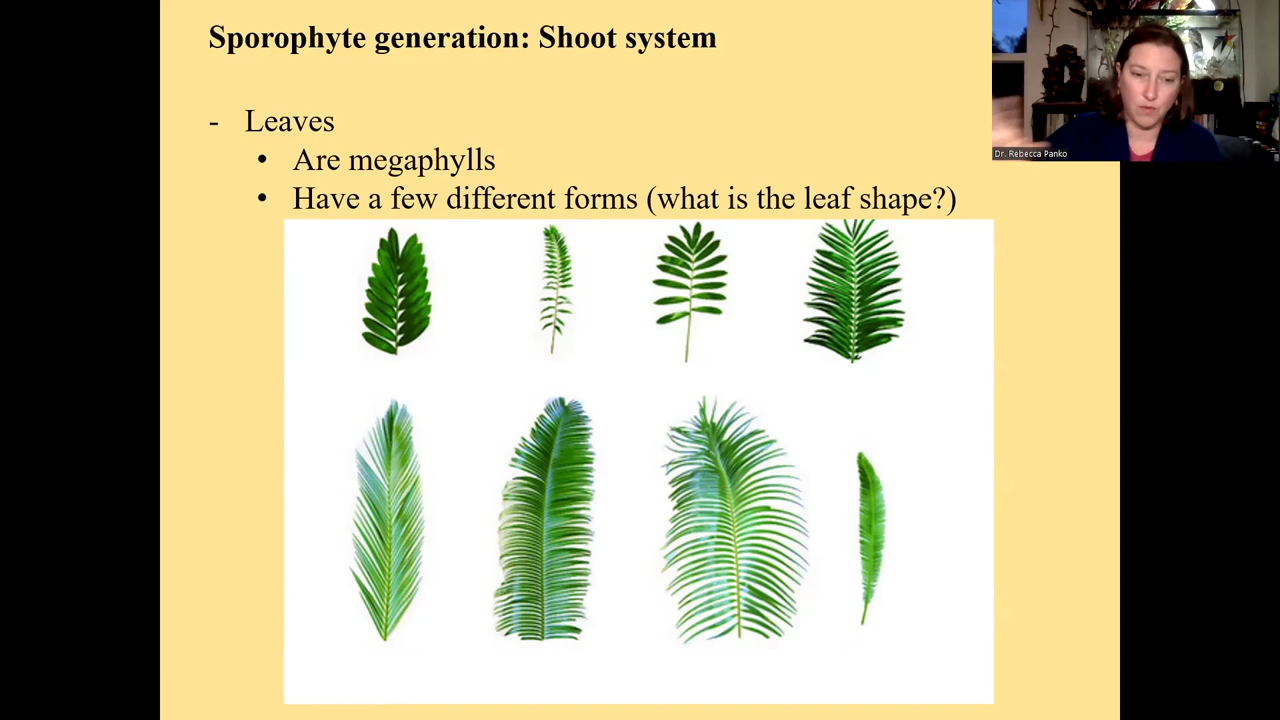 Sporophyte generation: Shoot system
- Leaves
• Are megaphylls
• Have a few different forms (what is the leaf shape?)
Dr. Rebecca Panko